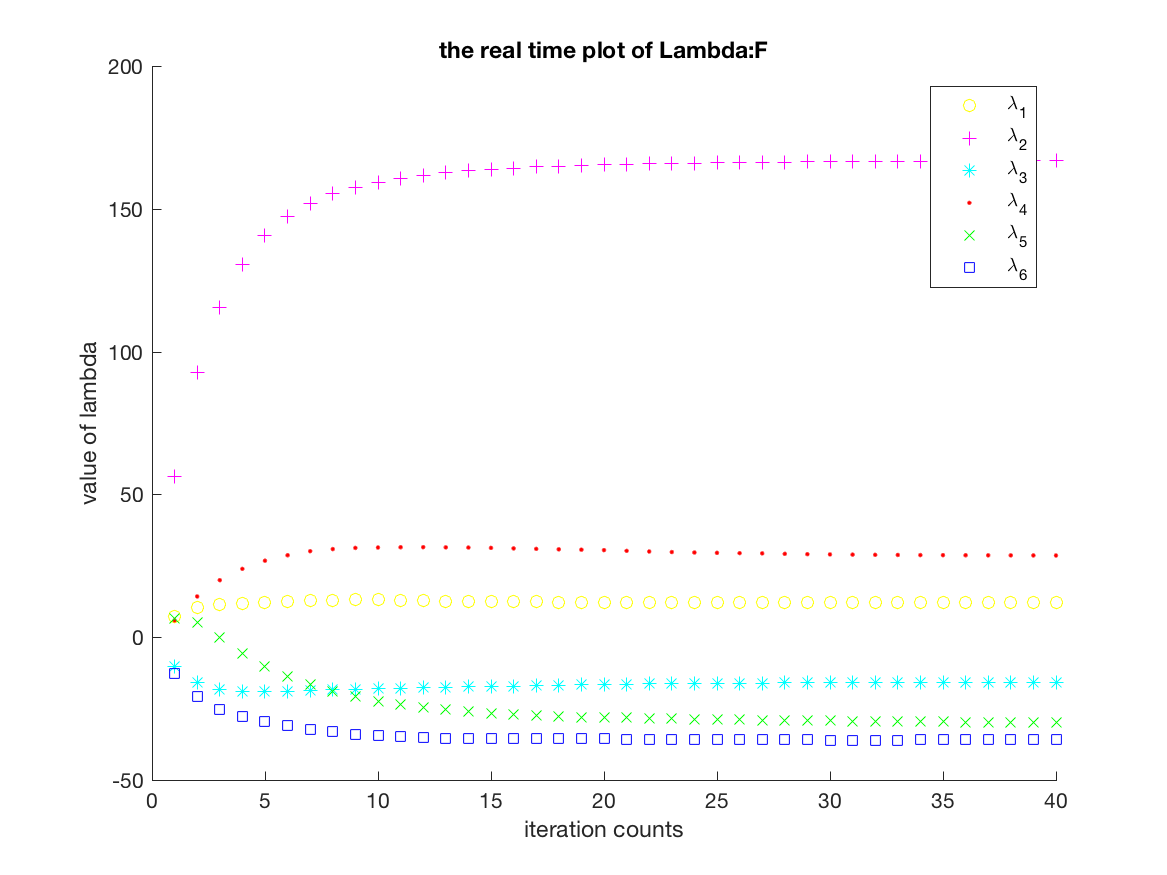 the real time plot of Lambda:F
200
150
100
50
0
-50
value of lambda
0 5 10 15 20 25 30 35 40
iteration counts
λ1
λ2
λ3
λ4
λ5
λ6